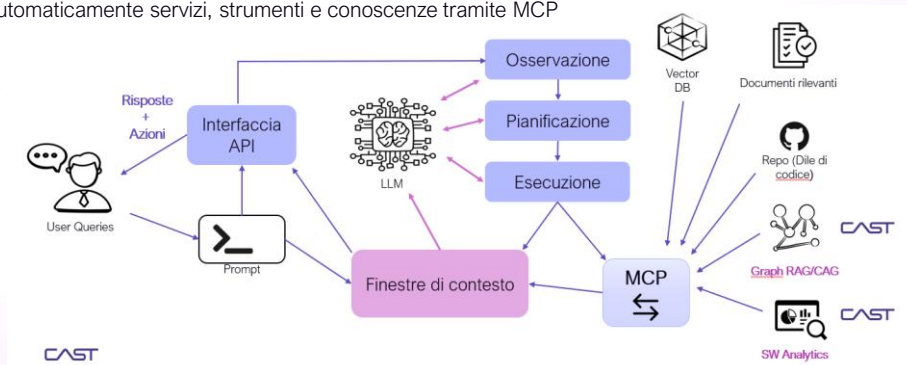 utomaticamente servizi, strumenti e conoscenze tramite MCP
Osservazione
Vector
DB
Documenti rilevanti
Risposte
+
Azioni
Interfaccia
API
Pianificazione
LLM
Esecuzione
Repo (Dile di
codice)
User Queries
>_
Prompt
Finestre di contesto
MCP
CAST
Graph RAG/CAG
CAST
SW Analytics
CAST